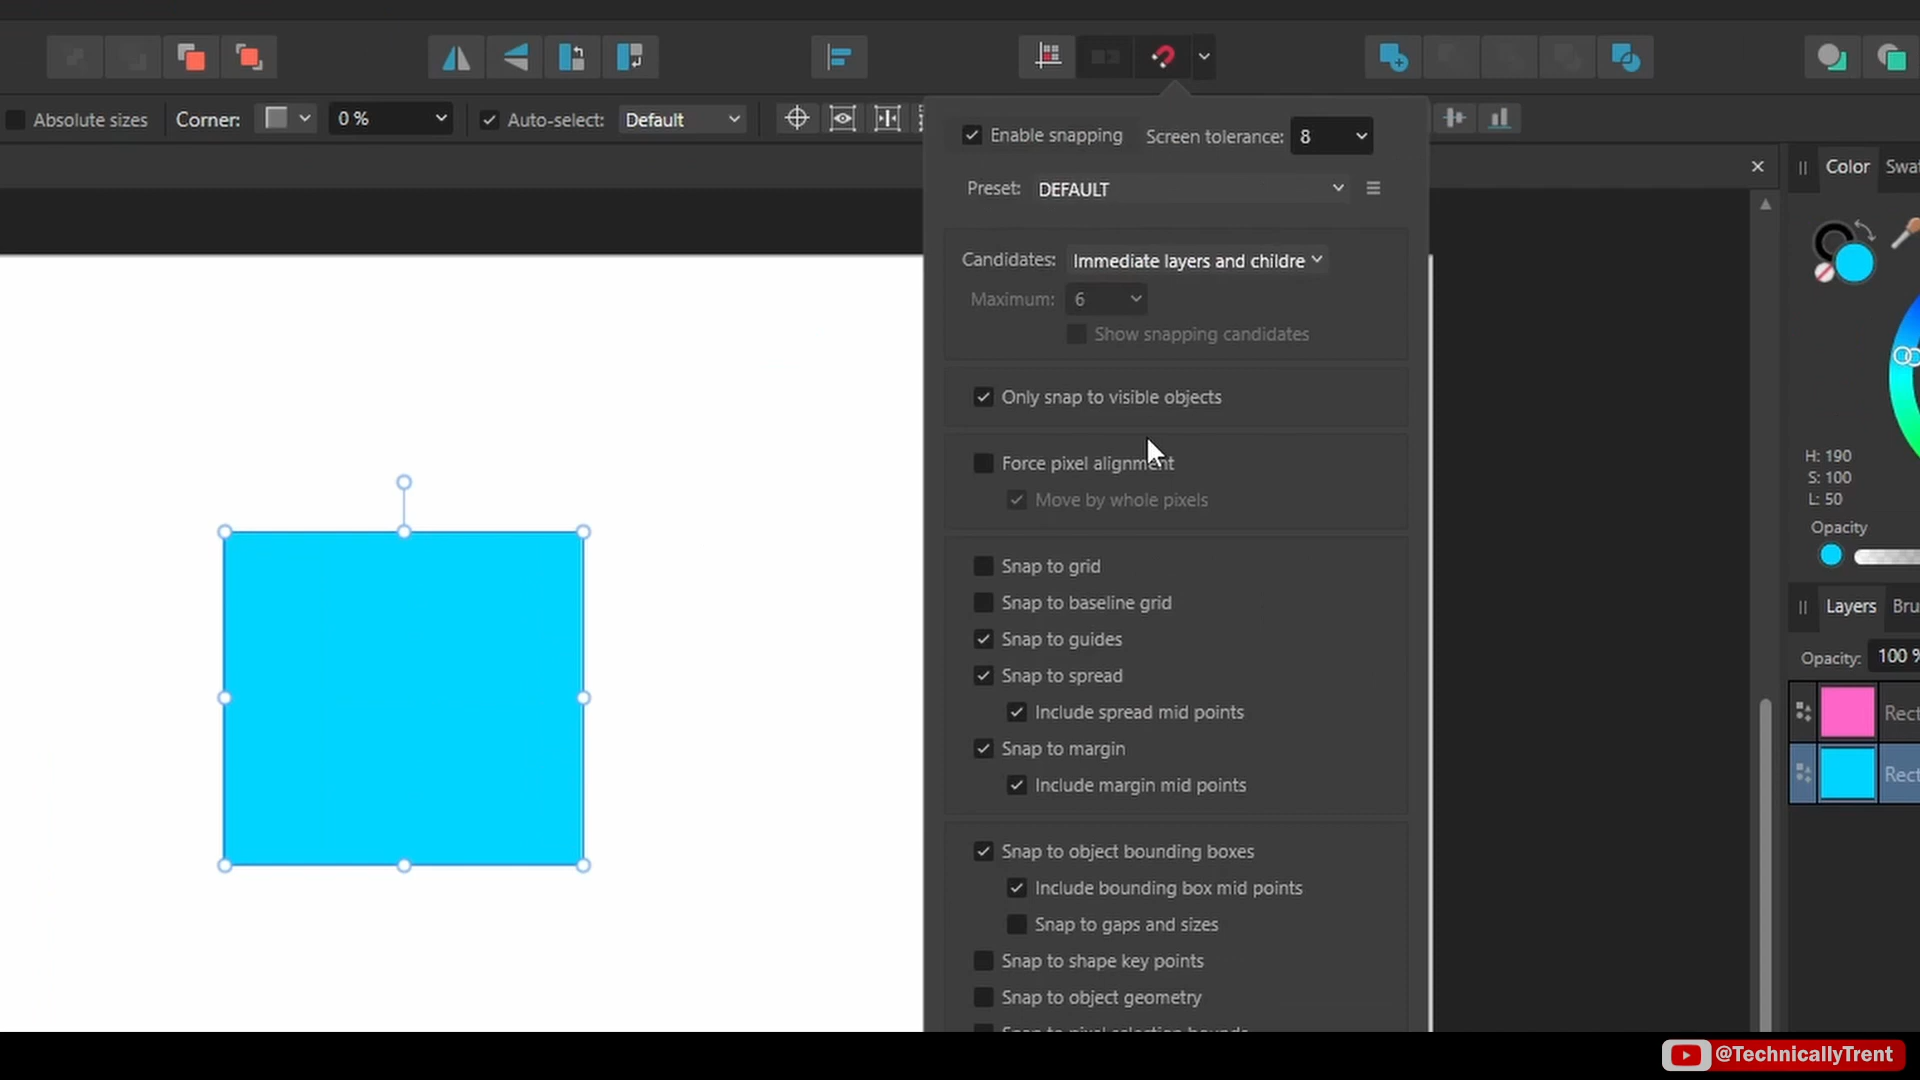 Absolute sizes
Corner:
0 %
Auto-select:
Default
Enable snapping
Screen tolerance:
8
Preset:
DEFAULT
Candidates:
Immediate layers and childre
Maximum:
6
Show snapping candidates
Only snap to visible objects
Force pixel alignment
Move by whole pixels
Snap to grid
Snap to baseline grid
Snap to guides
Snap to spread
Include spread mid points
Snap to margin
Include margin mid points
Snap to object bounding boxes
Include bounding box mid points
Snap to gaps and sizes
Snap to shape key points
Snap to object geometry
Color
Swat
H: 190
S: 100
L: 50
Opacity
Layers
Bru
Opacity:
100 %
Rect
Rect
@TechnicallyTrent